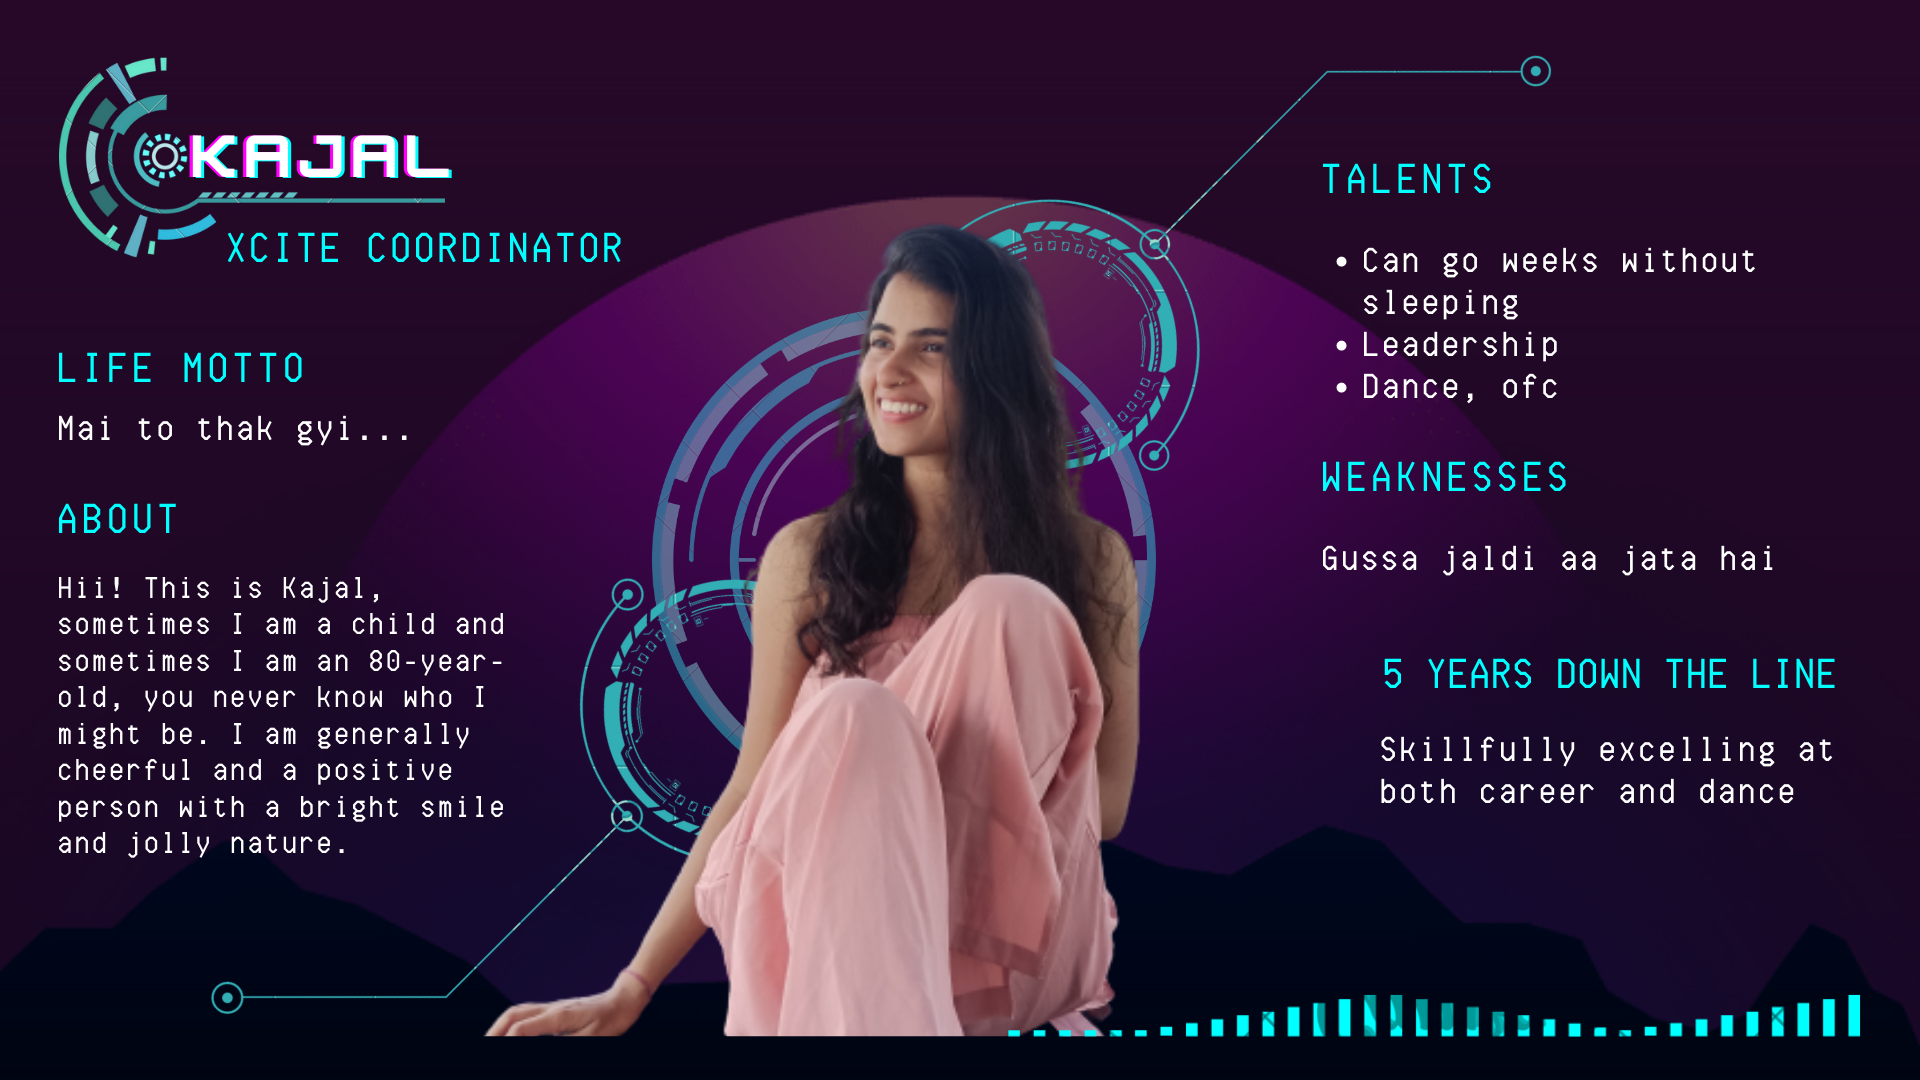 KAJAL
XCITE COORDINATOR
LIFE MOTTO
Mai to thak gyi...
ABOUT
Hii! This is Kajal,
sometimes I am a child and
sometimes I am an 80-year-
old, you never know who I
might be. I am generally
cheerful and a positive
person with a bright smile
and jolly nature.
TALENTS
• Can go weeks without
sleeping
• Leadership
• Dance, ofc
WEAKNESSES
Gussa jaldi aa jata hai
5 YEARS DOWN THE LINE
Skillfully excelling at
both career and dance